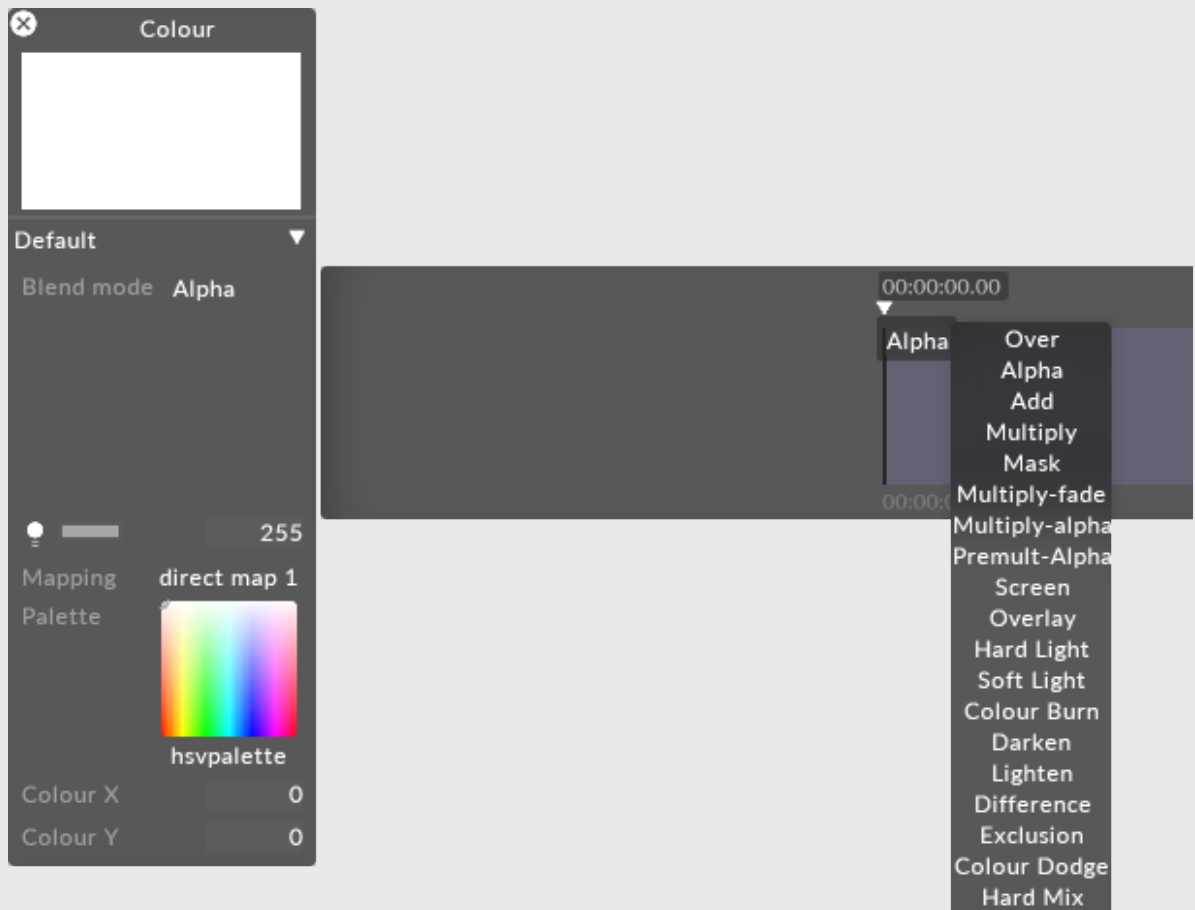 Colour
Default
Blend mode Alpha
255
Mapping direct map 1
Palette
hsvpalette
Colour X 0
Colour Y 0
00:00:00.00
Alpha
00:00:
Over
Alpha
Add
Multiply
Mask
Multiply-fade
Multiply-alpha
Premult-Alpha
Screen
Overlay
Hard Light
Soft Light
Colour Burn
Darken
Lighten
Difference
Exclusion
Colour Dodge
Hard Mix